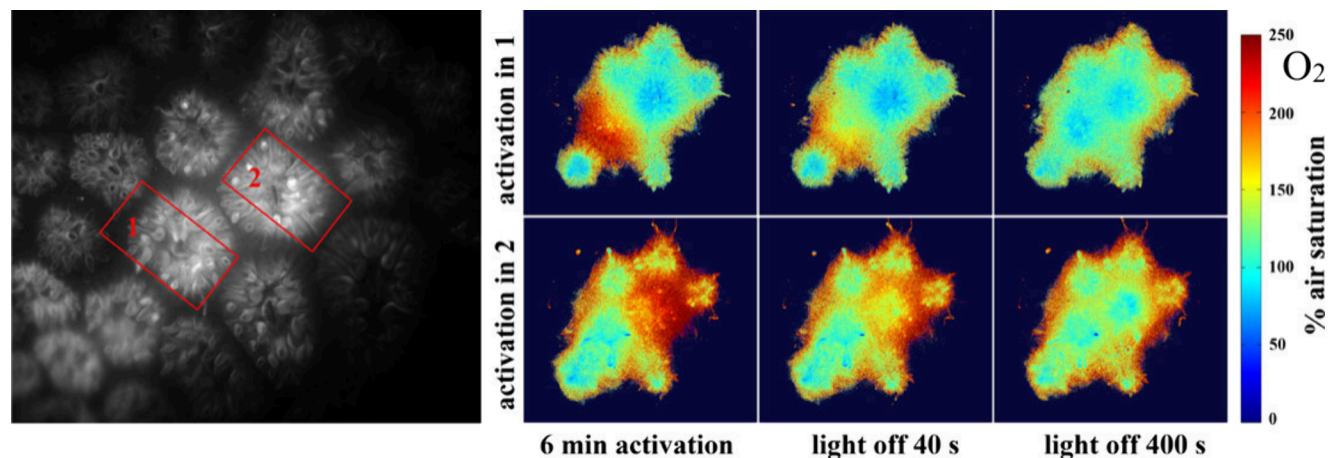 1
2
activation in 1
activation in 2
6 min activation
light off 40 s
light off 400 s
250
200
150
100
50
0
O₂
% air saturation